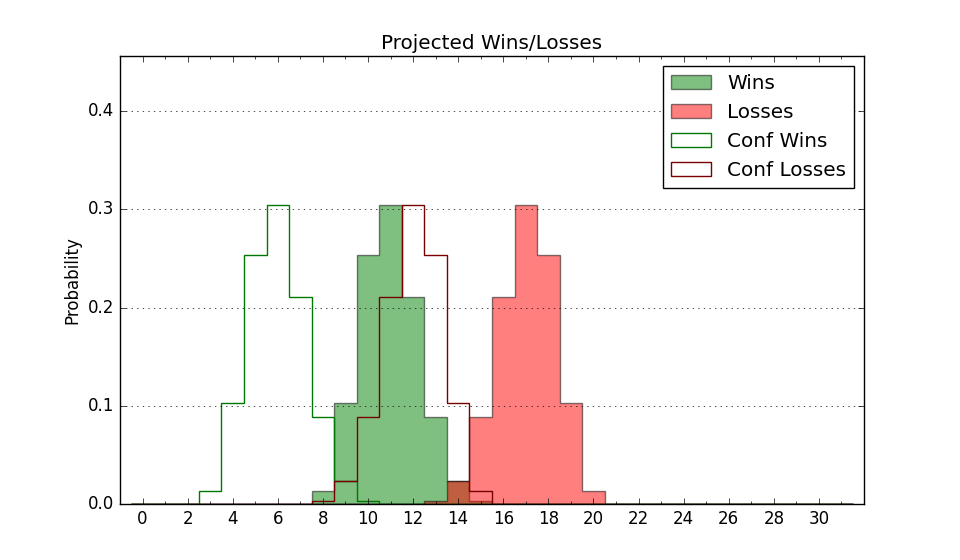 Projected Wins/Losses
Wins
Losses
Conf Wins
Conf Losses
Probability
0.4
0.3
0.2
0.1
0.0
0 2 4 6 8 10 12 14 16 18 20 22 24 26 28 30